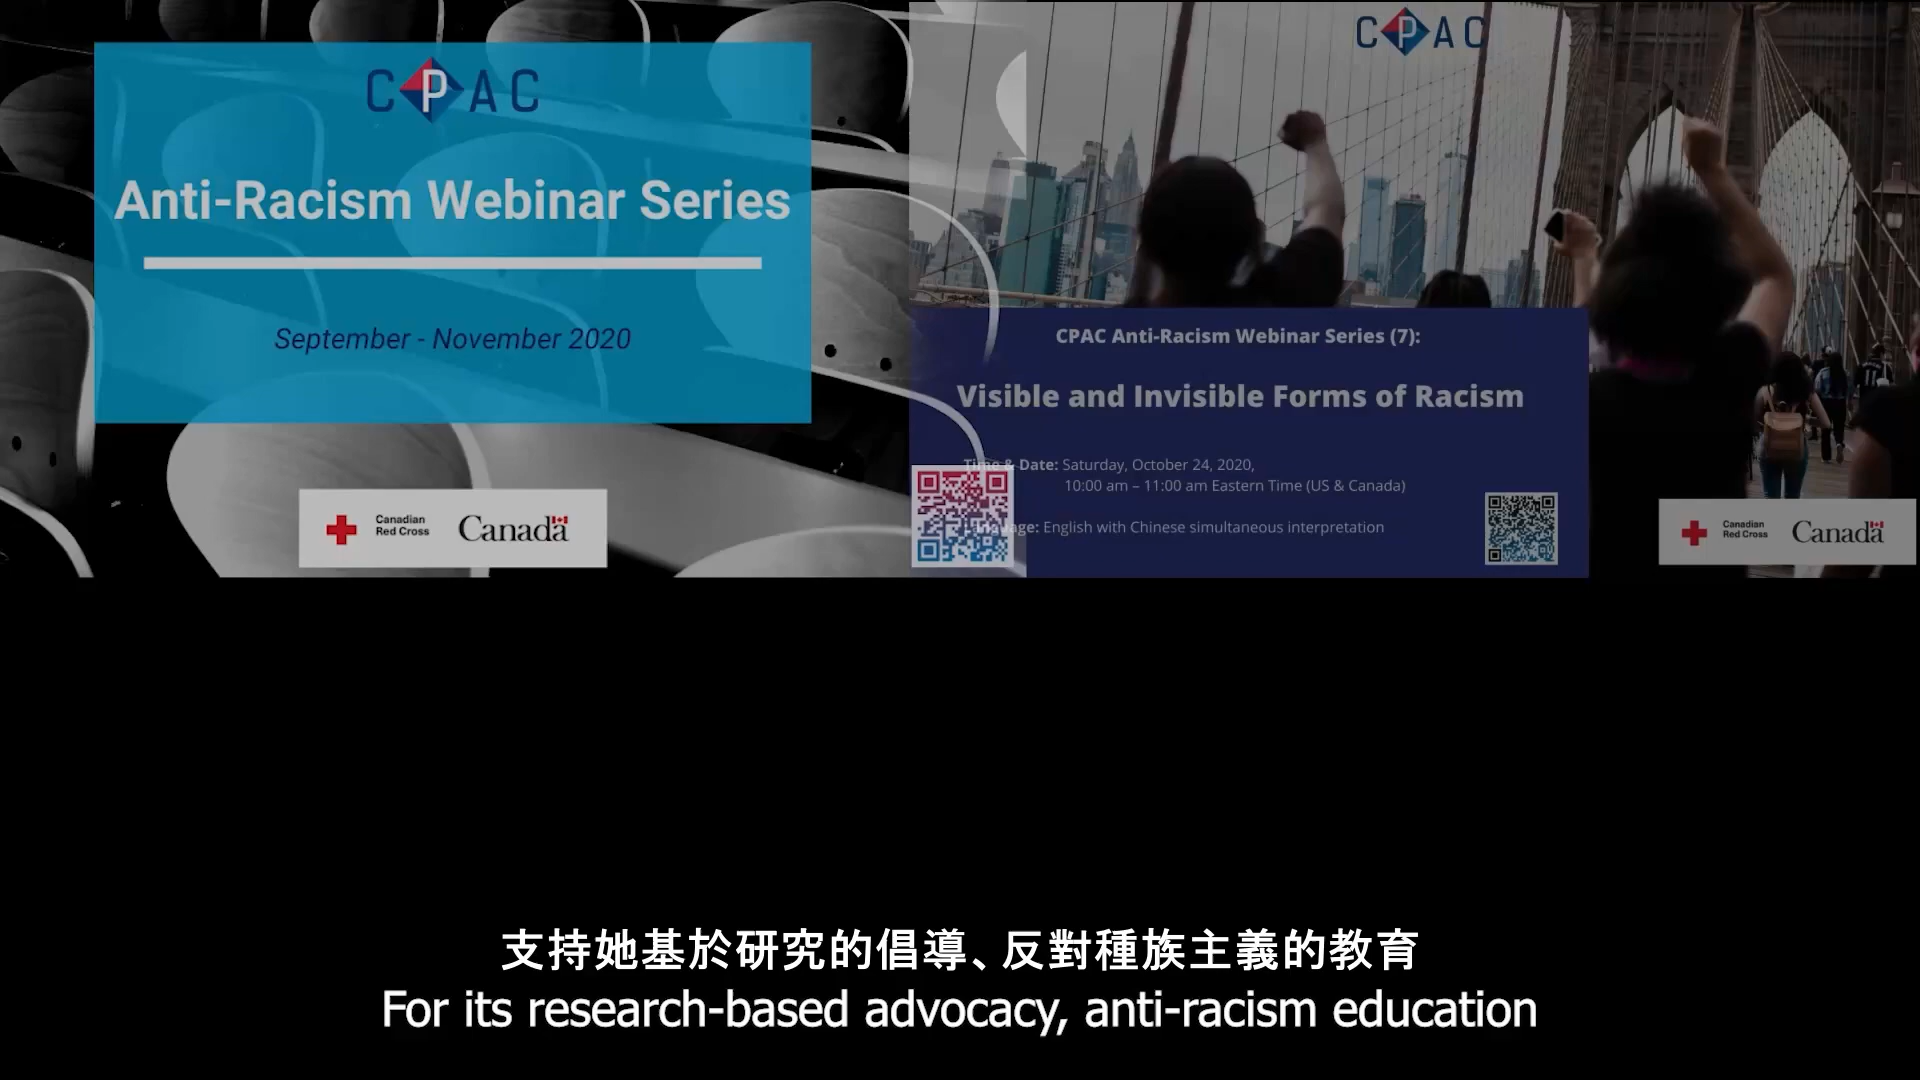 CPAC
Anti-Racism Webinar Series
September - November 2020
Canadian
Red Cross
Canada
CPAC
CPAC Anti-Racism Webinar Series (7):
Visible and Invisible Forms of Racism
Time & Date: Saturday, October 24, 2020,
10:00 am – 11:00 am Eastern Time (US & Canada)
Language: English with Chinese simultaneous interpretation
Canadian
Red Cross
Canada
支持她基於研究的倡導、反對種族主義的教育
For its research-based advocacy, anti-racism education